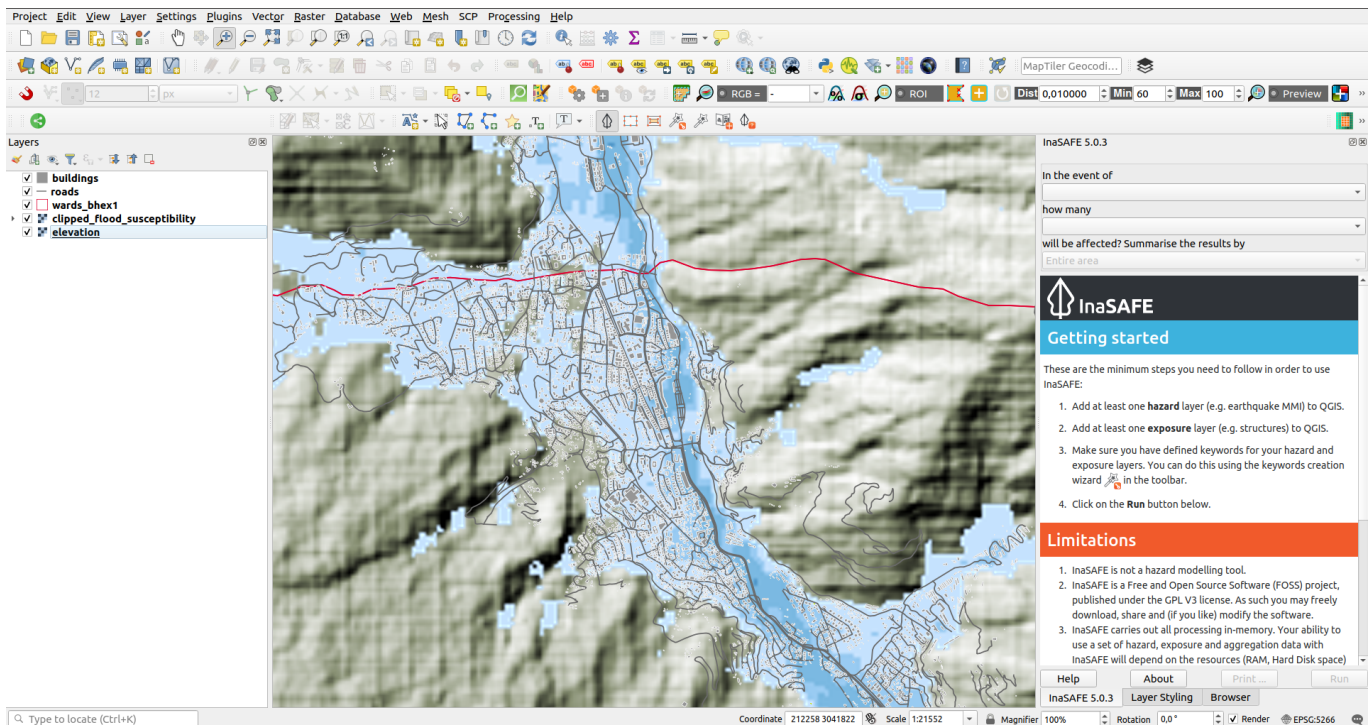 Project Edit View Layer Settings Plugins Vector Raster Database Web Mesh SCP Processing Help
MapTiler Geocodi...
12 px RGB = - ROI Dist 0,010000 Min 60 Max 100 Preview
Layers
buildings
roads
wards_bhex1
clipped_flood_susceptibility
elevation
InaSAFE 5.0.3
In the event of
how many
will be affected? Summarise the results by
Entire area
InaSAFE
Getting started
These are the minimum steps you need to follow in order to use
InaSAFE:
1. Add at least one hazard layer (e.g. earthquake MMI) to QGIS.
2. Add at least one exposure layer (e.g. structures) to QGIS.
3. Make sure you have defined keywords for your hazard and
exposure layers. You can do this using the keywords creation
wizard in the toolbar.
4. Click on the Run button below.
Limitations
1. InaSAFE is not a hazard modelling tool.
2. InaSAFE is a Free and Open Source Software (FOSS) project,
published under the GPL V3 license. As such you may freely
download, share and (if you like) modify the software.
3. InaSAFE carries out all processing in-memory. Your ability to
use a set of hazard, exposure and aggregation data with
InaSAFE will depend on the resources (RAM, Hard Disk space)
Help About Print ... Run
InaSAFE 5.0.3 Layer Styling Browser
Type to locate (Ctrl+K) Coordinate 212258 3041822 Scale 1:21552 Magnifier 100% Rotation 0,0 ° Render EPSG:5266